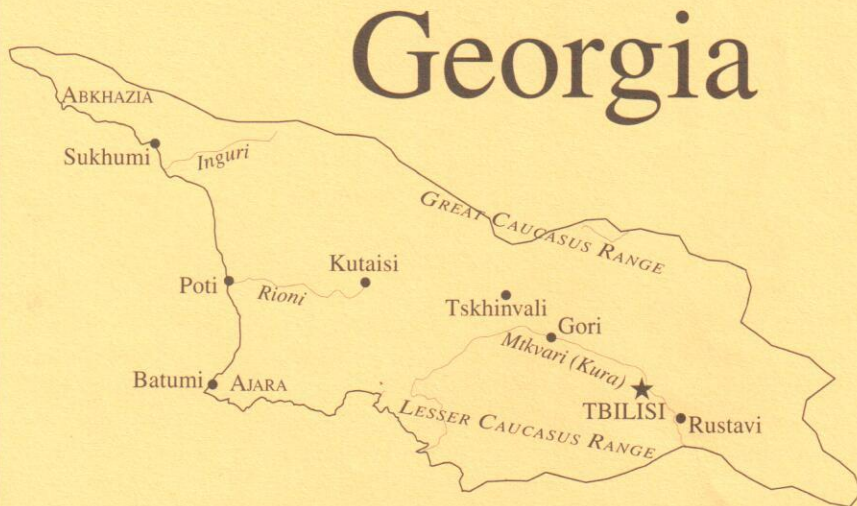 Georgia
ABKHAZIA
Sukhumi
Inguri
GREAT CAUCASUS RANGE
Kutaisi
Poti
Rioni
Tskhinvali
Gori
Mtkvari (Kura)
Batumi
AJARA
TBILISI
LESSER CAUCASUS RANGE
Rustavi